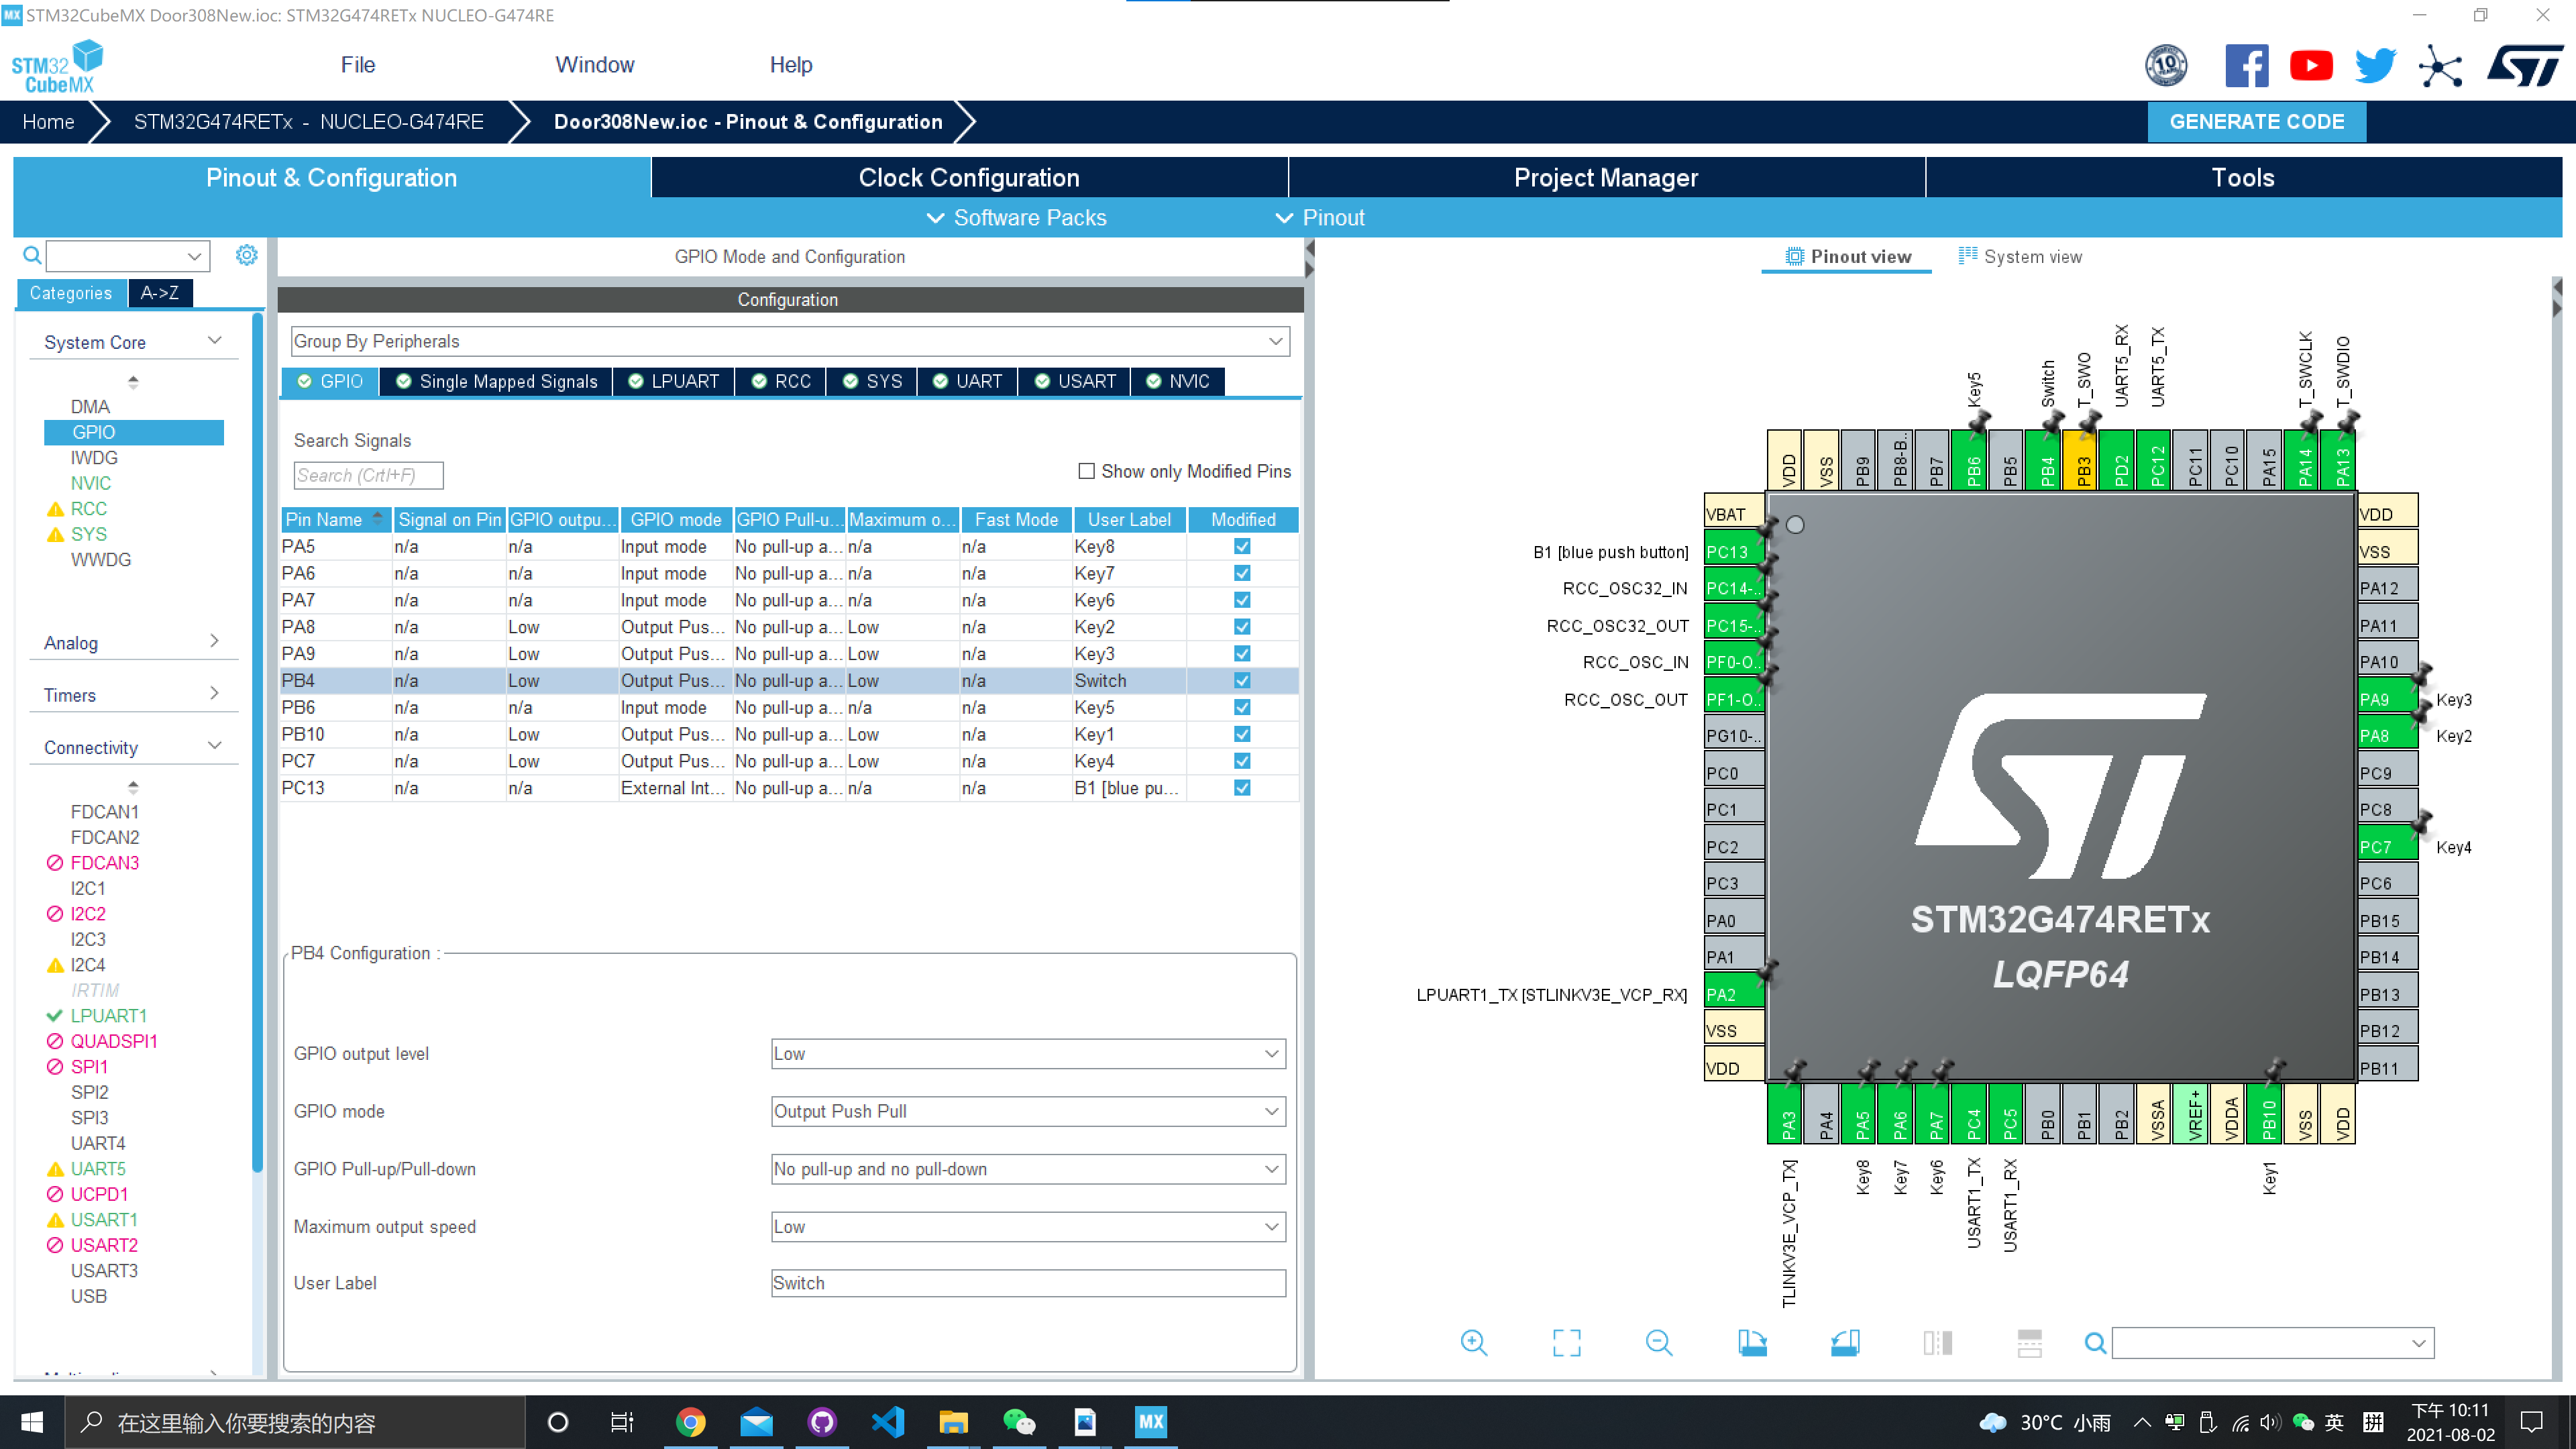 MX STM32CubeMX Door308New.ioc: STM32G474RETx NUCLEO-G474RE
STM32 CubeMX
File Window Help
10 YEARS
ST
Home
STM32G474RETx - NUCLEO-G474RE
Door308New.ioc - Pinout & Configuration
GENERATE CODE
Pinout & Configuration
Clock Configuration
Project Manager
Tools
Software Packs
Pinout
Categories
A->Z
System Core
DMA
GPIO
IWDG
NVIC
RCC
SYS
WWDG
Analog
Timers
Connectivity
FDCAN1
FDCAN2
FDCAN3
I2C1
I2C2
I2C3
I2C4
IRTIM
LPUART1
QUADSPI1
SPI1
SPI2
SPI3
UART4
UART5
UCPD1
USART1
USART2
USART3
USB
GPIO Mode and Configuration
Configuration
Group By Peripherals
GPIO
Single Mapped Signals
LPUART
RCC
SYS
UART
USART
NVIC
Search Signals
Search (Crtl+F)
Show only Modified Pins
Pin Name Signal on Pin GPIO outpu... GPIO mode GPIO Pull-u... Maximum o... Fast Mode User Label Modified
PA5 n/a n/a Input mode No pull-up a... n/a n/a Key8
PA6 n/a n/a Input mode No pull-up a... n/a n/a Key7
PA7 n/a n/a Input mode No pull-up a... n/a n/a Key6
PA8 n/a Low Output Pus... No pull-up a... Low n/a Key2
PA9 n/a Low Output Pus... No pull-up a... Low n/a Key3
PB4 n/a Low Output Pus... No pull-up a... Low n/a Switch
PB6 n/a n/a Input mode No pull-up a... n/a n/a Key5
PB10 n/a Low Output Pus... No pull-up a... Low n/a Key1
PC7 n/a Low Output Pus... No pull-up a... Low n/a Key4
PC13 n/a n/a External Int... No pull-up a... n/a n/a B1 [blue pu...
PB4 Configuration :
GPIO output level Low
GPIO mode Output Push Pull
GPIO Pull-up/Pull-down No pull-up and no pull-down
Maximum output speed Low
User Label Switch
Pinout view
System view
Key5
Switch
T_SWO
UART5_RX
UART5_TX
T_SWCLK
T_SWDIO
VDD
VSS
PB9
PB8-B..
PB7
PB6
PB5
PB4
PB3
PD2
PC12
PC11
PC10
PA15
PA14
PA13
VBAT
B1 [blue push button] PC13
RCC_OSC32_IN PC14-..
RCC_OSC32_OUT PC15-..
RCC_OSC_IN PF0-O..
RCC_OSC_OUT PF1-O..
PG10-..
PC0
PC1
PC2
PC3
PA0
PA1
LPUART1_TX [STLINKV3E_VCP_RX] PA2
VSS
VDD
ST
STM32G474RETx
LQFP64
VDD
VSS
PA12
PA11
PA10
PA9 Key3
PA8 Key2
PC9
PC8
PC7 Key4
PC6
PB15
PB14
PB13
PB12
PB11
PA3
PA4
PA5
PA6
PA7
PC4
PC5
PB0
PB1
PB2
VSSA
VREF+
VDDA
PB10
VSS
VDD
TLINKV3E_VCP_TX]
Key8
Key7
Key6
USART1_TX
USART1_RX
Key1
在这里输入你要搜索的内容
MX
30°C 小雨
英
拼
下午 10:11
2021-08-02